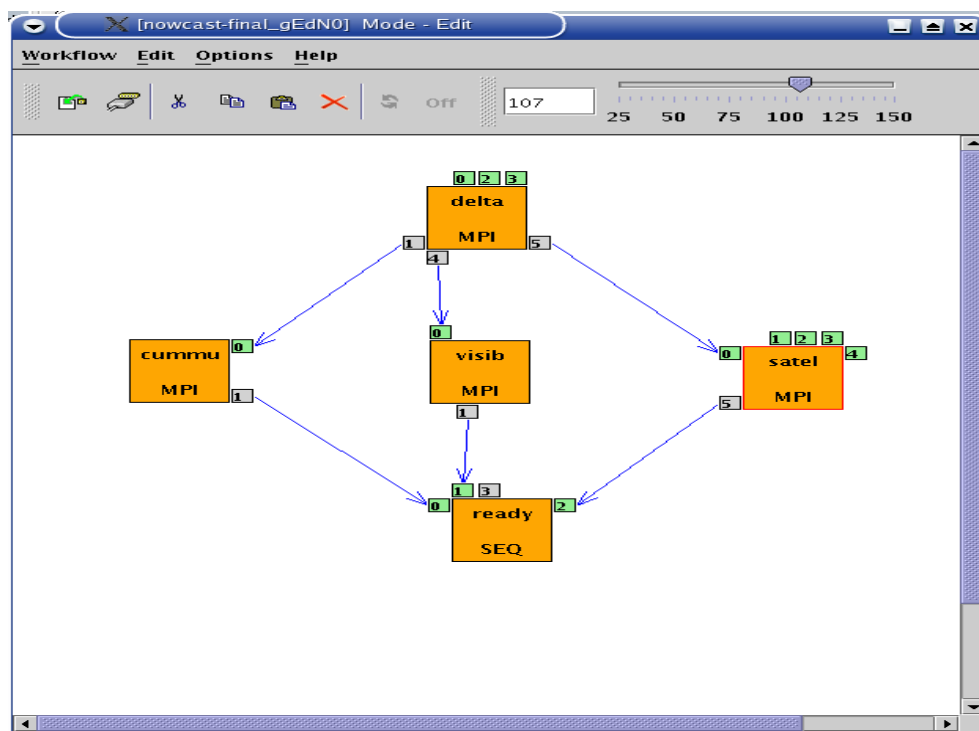 [nowcast-final_gEdN0] Mode - Edit
Workflow Edit Options Help
Off 107
25 50 75 100 125 150
0 2 3
delta
MPI
1 5
4
0
cummu
MPI
1
0
visib
MPI
1
1 2 3
0 4
satel
MPI
5
1 3
0 2
ready
SEQ